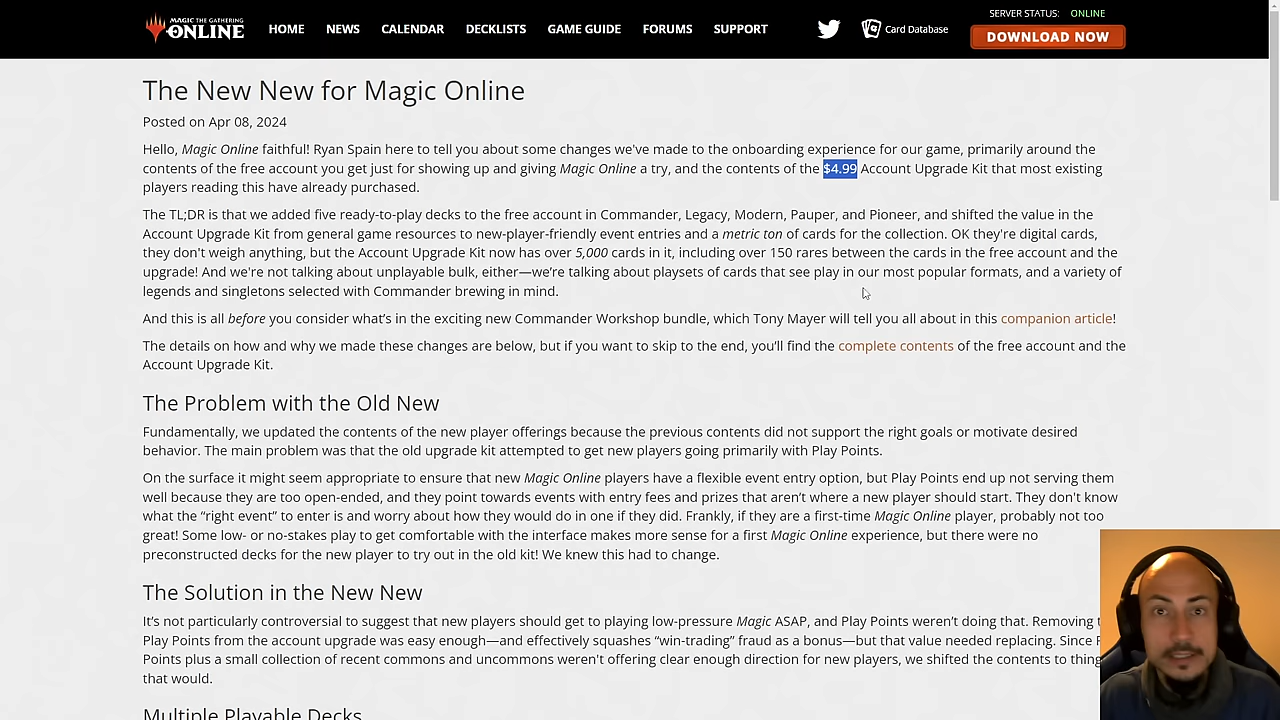 MAGIC THE GATHERING
ONLINE
HOME NEWS CALENDAR DECKLISTS GAME GUIDE FORUMS SUPPORT
Card Database
SERVER STATUS: ONLINE
DOWNLOAD NOW
The New New for Magic Online
Posted on Apr 08, 2024
Hello, Magic Online faithful! Ryan Spain here to tell you about some changes we've made to the onboarding experience for our game, primarily around the
contents of the free account you get just for showing up and giving Magic Online a try, and the contents of the $4.99 Account Upgrade Kit that most existing
players reading this have already purchased.
The TL;DR is that we added five ready-to-play decks to the free account in Commander, Legacy, Modern, Pauper, and Pioneer, and shifted the value in the
Account Upgrade Kit from general game resources to new-player-friendly event entries and a metric ton of cards for the collection. OK they're digital cards,
they don't weigh anything, but the Account Upgrade Kit now has over 5,000 cards in it, including over 150 rares between the cards in the free account and the
upgrade! And we're not talking about unplayable bulk, either—we’re talking about playsets of cards that see play in our most popular formats, and a variety of
legends and singletons selected with Commander brewing in mind.
And this is all before you consider what’s in the exciting new Commander Workshop bundle, which Tony Mayer will tell you all about in this companion article!
The details on how and why we made these changes are below, but if you want to skip to the end, you’ll find the complete contents of the free account and the
Account Upgrade Kit.
The Problem with the Old New
Fundamentally, we updated the contents of the new player offerings because the previous contents did not support the right goals or motivate desired
behavior. The main problem was that the old upgrade kit attempted to get new players going primarily with Play Points.
On the surface it might seem appropriate to ensure that new Magic Online players have a flexible event entry option, but Play Points end up not serving them
well because they are too open-ended, and they point towards events with entry fees and prizes that aren’t where a new player should start. They don't know
what the “right event” to enter is and worry about how they would do in one if they did. Frankly, if they are a first-time Magic Online player, probably not too
great! Some low- or no-stakes play to get comfortable with the interface makes more sense for a first Magic Online experience, but there were no
preconstructed decks for the new player to try out in the old kit! We knew this had to change.
The Solution in the New New
It’s not particularly controversial to suggest that new players should get to playing low-pressure Magic ASAP, and Play Points weren’t doing that. Removing
Play Points from the account upgrade was easy enough—and effectively squashes “win-trading” fraud as a bonus—but that value needed replacing. Since
Points plus a small collection of recent commons and uncommons weren't offering clear enough direction for new players, we shifted the contents to
that would.
Multiple Playable Decks